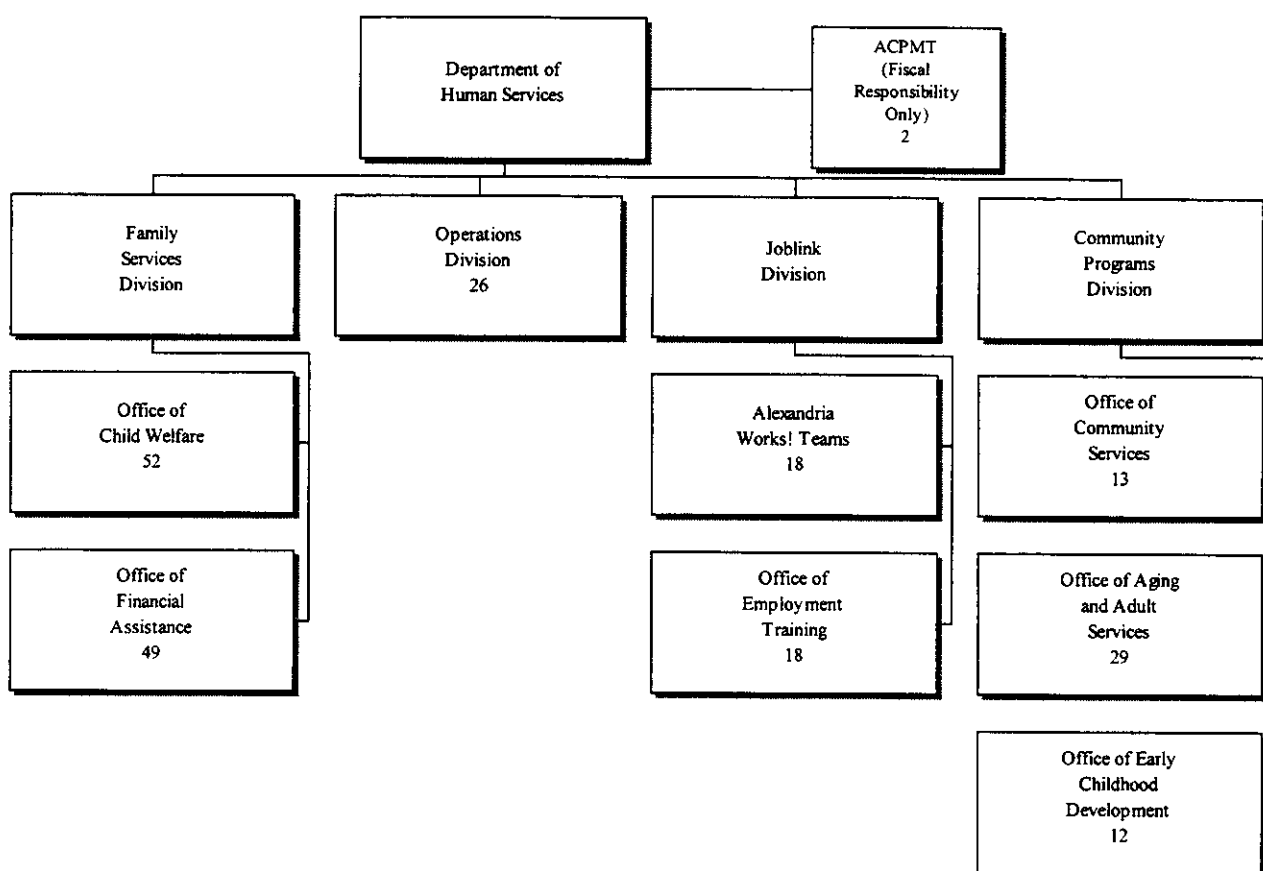 Department of
Human Services
ACPMT
(Fiscal
Responsibility
Only)
2
Family
Services
Division
Operations
Division
26
Joblink
Division
Community
Programs
Division
Office of
Child Welfare
52
Alexandria
Works! Teams
18
Office of
Community
Services
13
Office of
Financial
Assistance
49
Office of
Employment
Training
18
Office of Aging
and Adult
Services
29
Office of Early
Childhood
Development
12